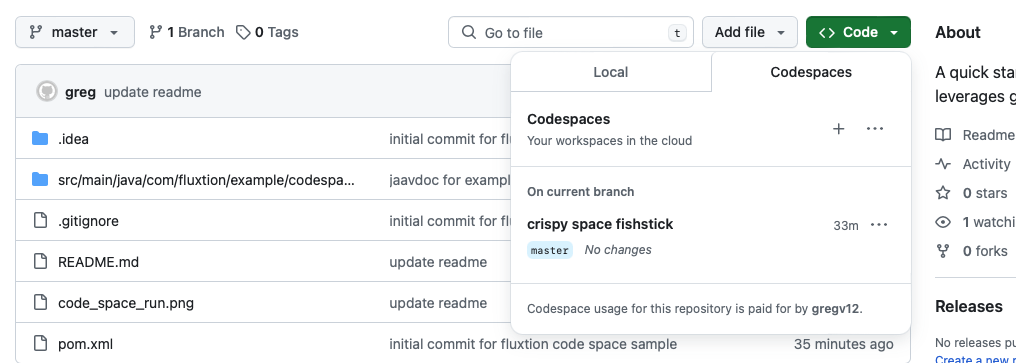 master
1 Branch
0 Tags
Go to file
t
Add file
<> Code
About
Local
Codespaces
A quick sta
leverages g
greg update readme
Codespaces
Your workspaces in the cloud
.idea
initial commit for flu
Readme
Activity
src/main/java/com/fluxtion/example/codespa...
jaavdoc for exampl
On current branch
0 stars
.gitignore
initial commit for flu
crispy space fishstick
33m
1 watchi
master
No changes
0 forks
README.md
update readme
code_space_run.png
update readme
Codespace usage for this repository is paid for by gregv12.
Releases
pom.xml
initial commit for fluxtion code space sample
35 minutes ago
No releases pu
Create a new r